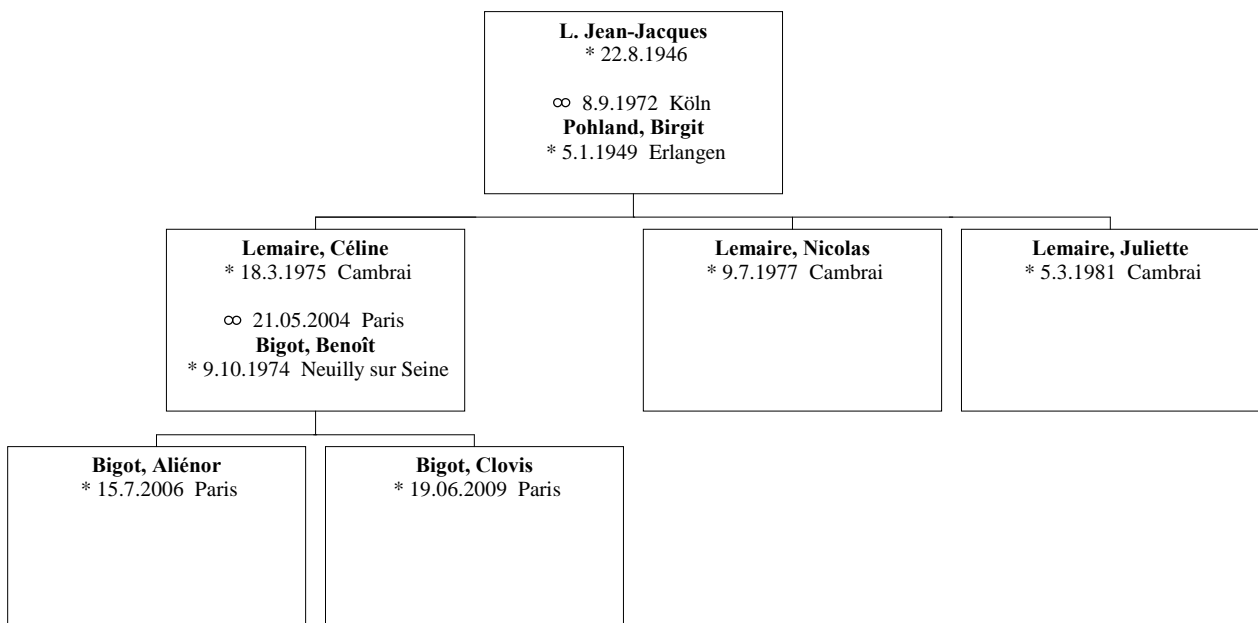 L. Jean-Jacques
* 22.8.1946
∞ 8.9.1972 Köln
Pohland, Birgit
* 5.1.1949 Erlangen
Lemaire, Céline
* 18.3.1975 Cambrai
∞ 21.05.2004 Paris
Bigot, Benoît
* 9.10.1974 Neuilly sur Seine
Lemaire, Nicolas
* 9.7.1977 Cambrai
Lemaire, Juliette
* 5.3.1981 Cambrai
Bigot, Aliénor
* 15.7.2006 Paris
Bigot, Clovis
* 19.06.2009 Paris